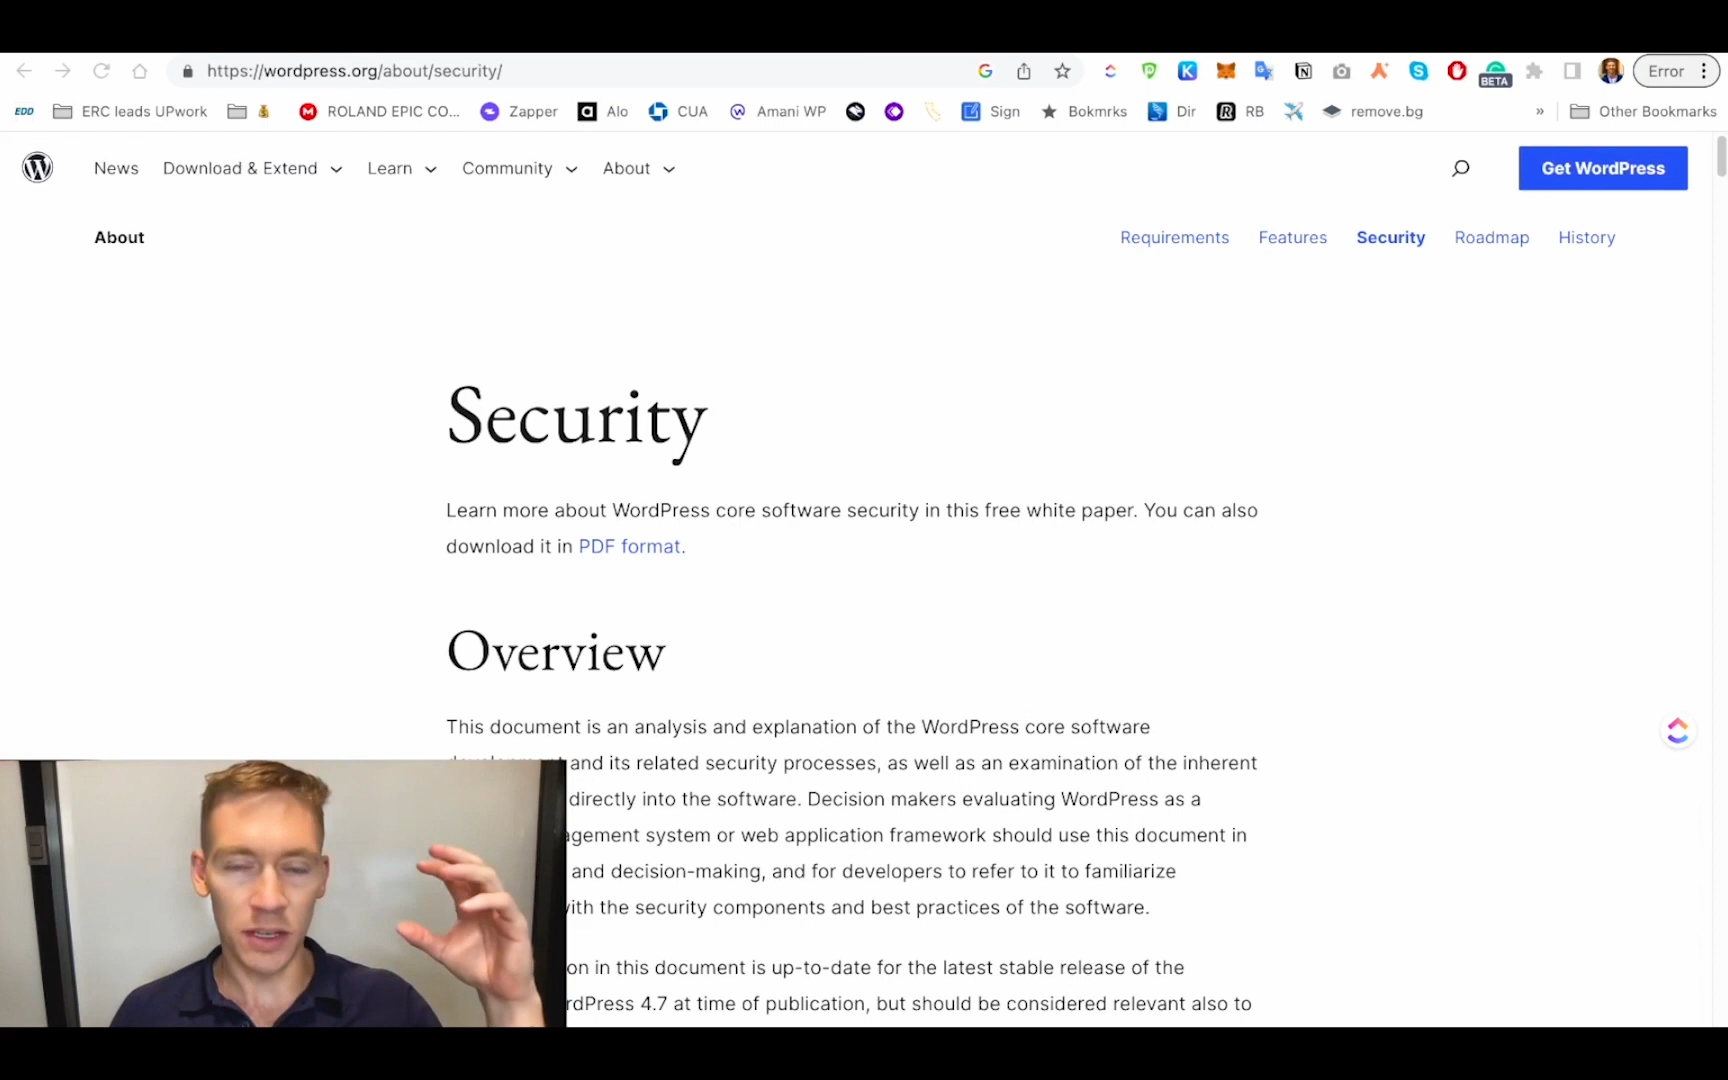 https://wordpress.org/about/security/
Error
BETA
EDD ERC leads UPwork ROLAND EPIC CO... Zapper Alo CUA Amani WP Sign Bokmrks Dir RB remove.bg » Other Bookmarks
News Download & Extend Learn Community About Get WordPress
About Requirements Features Security Roadmap History
Security
Learn more about WordPress core software security in this free white paper. You can also
download it in PDF format.
Overview
This document is an analysis and explanation of the WordPress core software
and its related security processes, as well as an examination of the inherent
directly into the software. Decision makers evaluating WordPress as a
agement system or web application framework should use this document in
and decision-making, and for developers to refer to it to familiarize
ith the security components and best practices of the software.
on in this document is up-to-date for the latest stable release of the
rdPress 4.7 at time of publication, but should be considered relevant also to